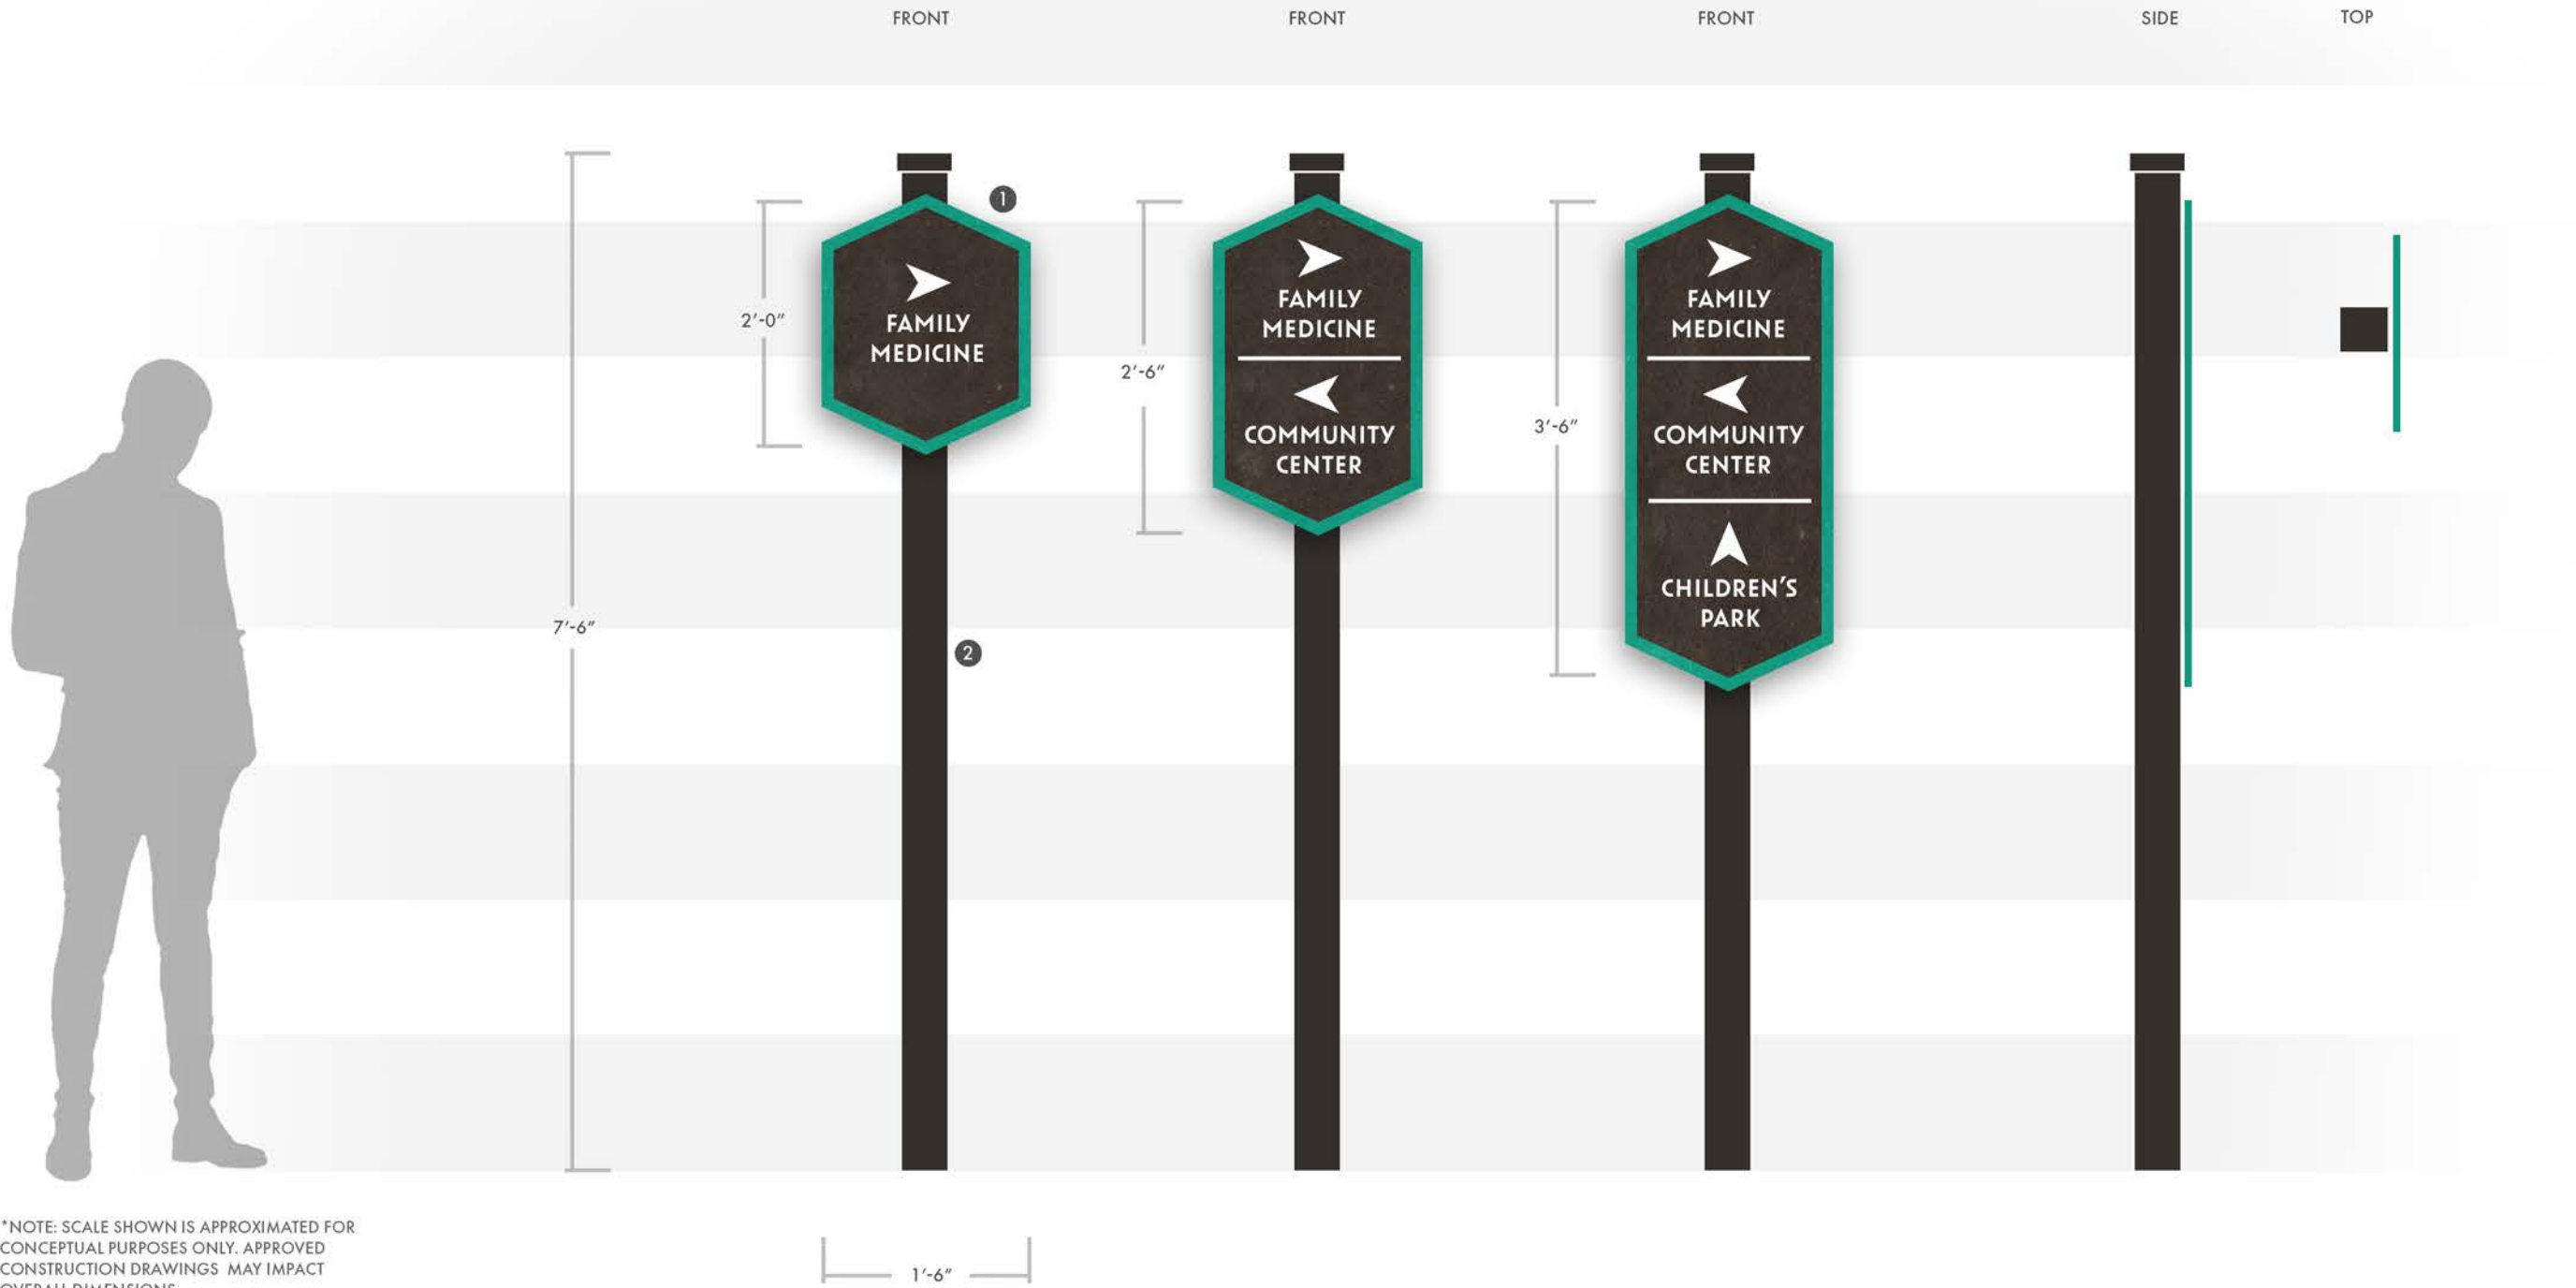 FRONT
FRONT
FRONT
SIDE
TOP
1
2'-0"
FAMILY
MEDICINE
2'-6"
FAMILY
MEDICINE
COMMUNITY
CENTER
3'-6"
FAMILY
MEDICINE
COMMUNITY
CENTER
CHILDREN'S
PARK
7'-6"
2
*NOTE: SCALE SHOWN IS APPROXIMATED FOR
CONCEPTUAL PURPOSES ONLY. APPROVED
CONSTRUCTION DRAWINGS MAY IMPACT
OVERALL DIMENSIONS
1'-6"